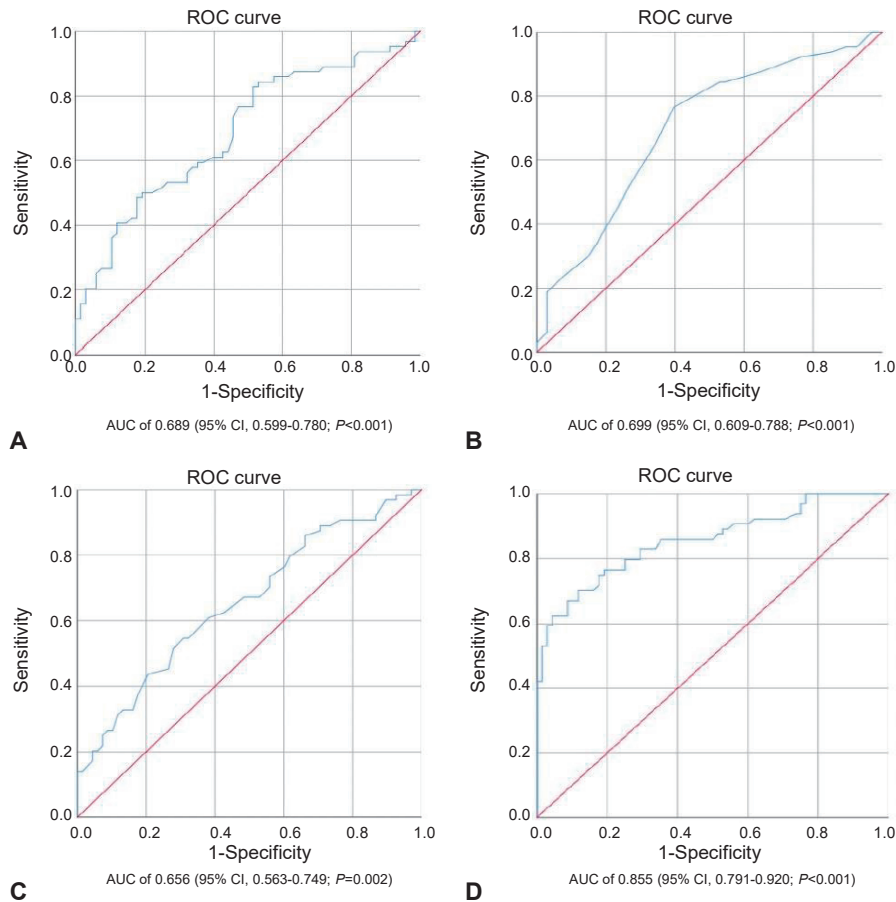 ROC curve
1.0
0.8
0.6
0.4
0.2
0.0
Sensitivity
0.2 0.4 0.6 0.8 1.0
1-Specificity
A
AUC of 0.689 (95% CI, 0.599-0.780; P<0.001)
ROC curve
1.0
0.8
0.6
0.4
0.2
0.0
Sensitivity
0.0 0.2 0.4 0.6 0.8 1.0
1-Specificity
B
AUC of 0.699 (95% CI, 0.609-0.788; P<0.001)
ROC curve
1.0
0.8
0.6
0.4
0.2
0.0
Sensitivity
0.0 0.2 0.4 0.6 0.8 1.0
1-Specificity
C
AUC of 0.656 (95% CI, 0.563-0.749; P=0.002)
ROC curve
1.0
0.8
0.6
0.4
0.2
0.0
Sensitivity
0.0 0.2 0.4 0.6 0.8 1.0
1-Specificity
D
AUC of 0.855 (95% CI, 0.791-0.920; P<0.001)